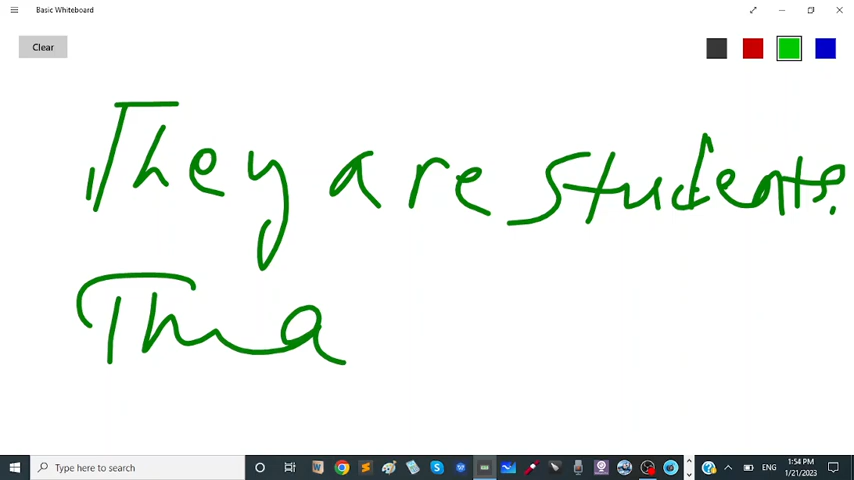 Basic Whiteboard
Clear
They are students.
Tha
Type here to search
ENG
1:54 PM
1/21/2023